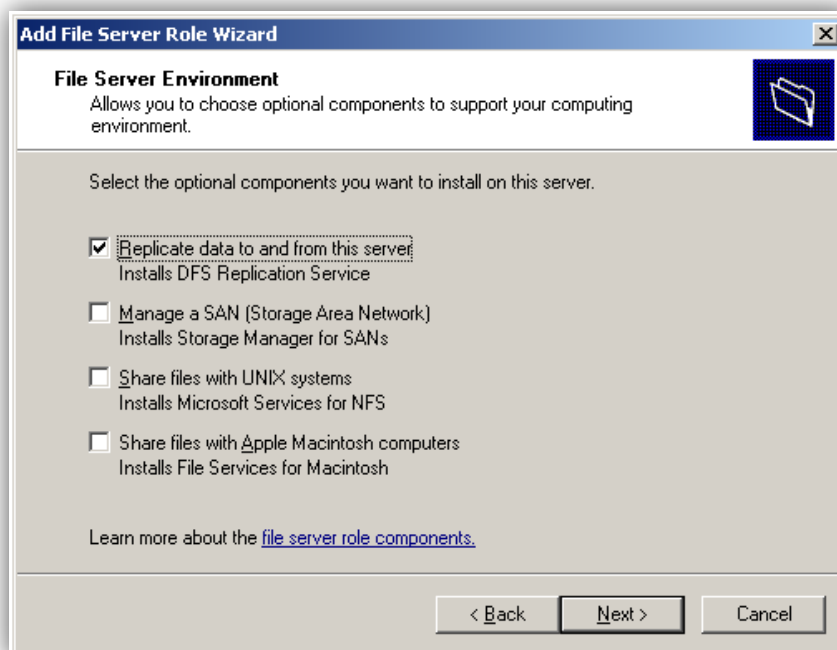 Add File Server Role Wizard
File Server Environment
Allows you to choose optional components to support your computing
environment.
Select the optional components you want to install on this server.
Replicate data to and from this server
Installs DFS Replication Service
Manage a SAN (Storage Area Network)
Installs Storage Manager for SANs
Share files with UNIX systems
Installs Microsoft Services for NFS
Share files with Apple Macintosh computers
Installs File Services for Macintosh
Learn more about the file server role components.
< Back Next > Cancel